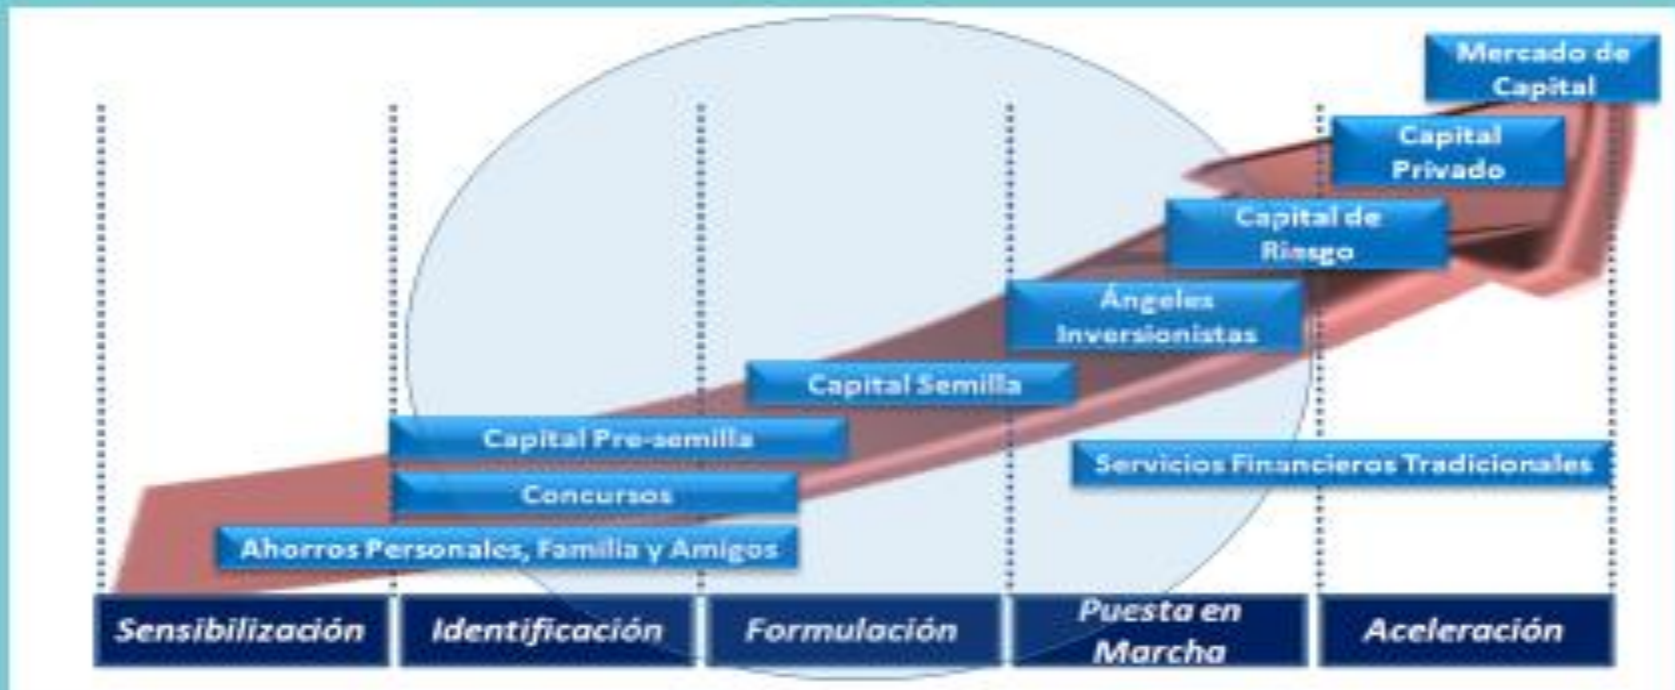 Mercado de
Capital
Capital
Privado
Capital de
Riesgo
Ángeles
Inversionistas
Capital Semilla
Capital Pre-semilla
Servicios Financieros Tradicionales
Concursos
Ahorros Personales, Familia y Amigos
Sensibilización
Identificación
Formulación
Puesta en
Marcha
Aceleración